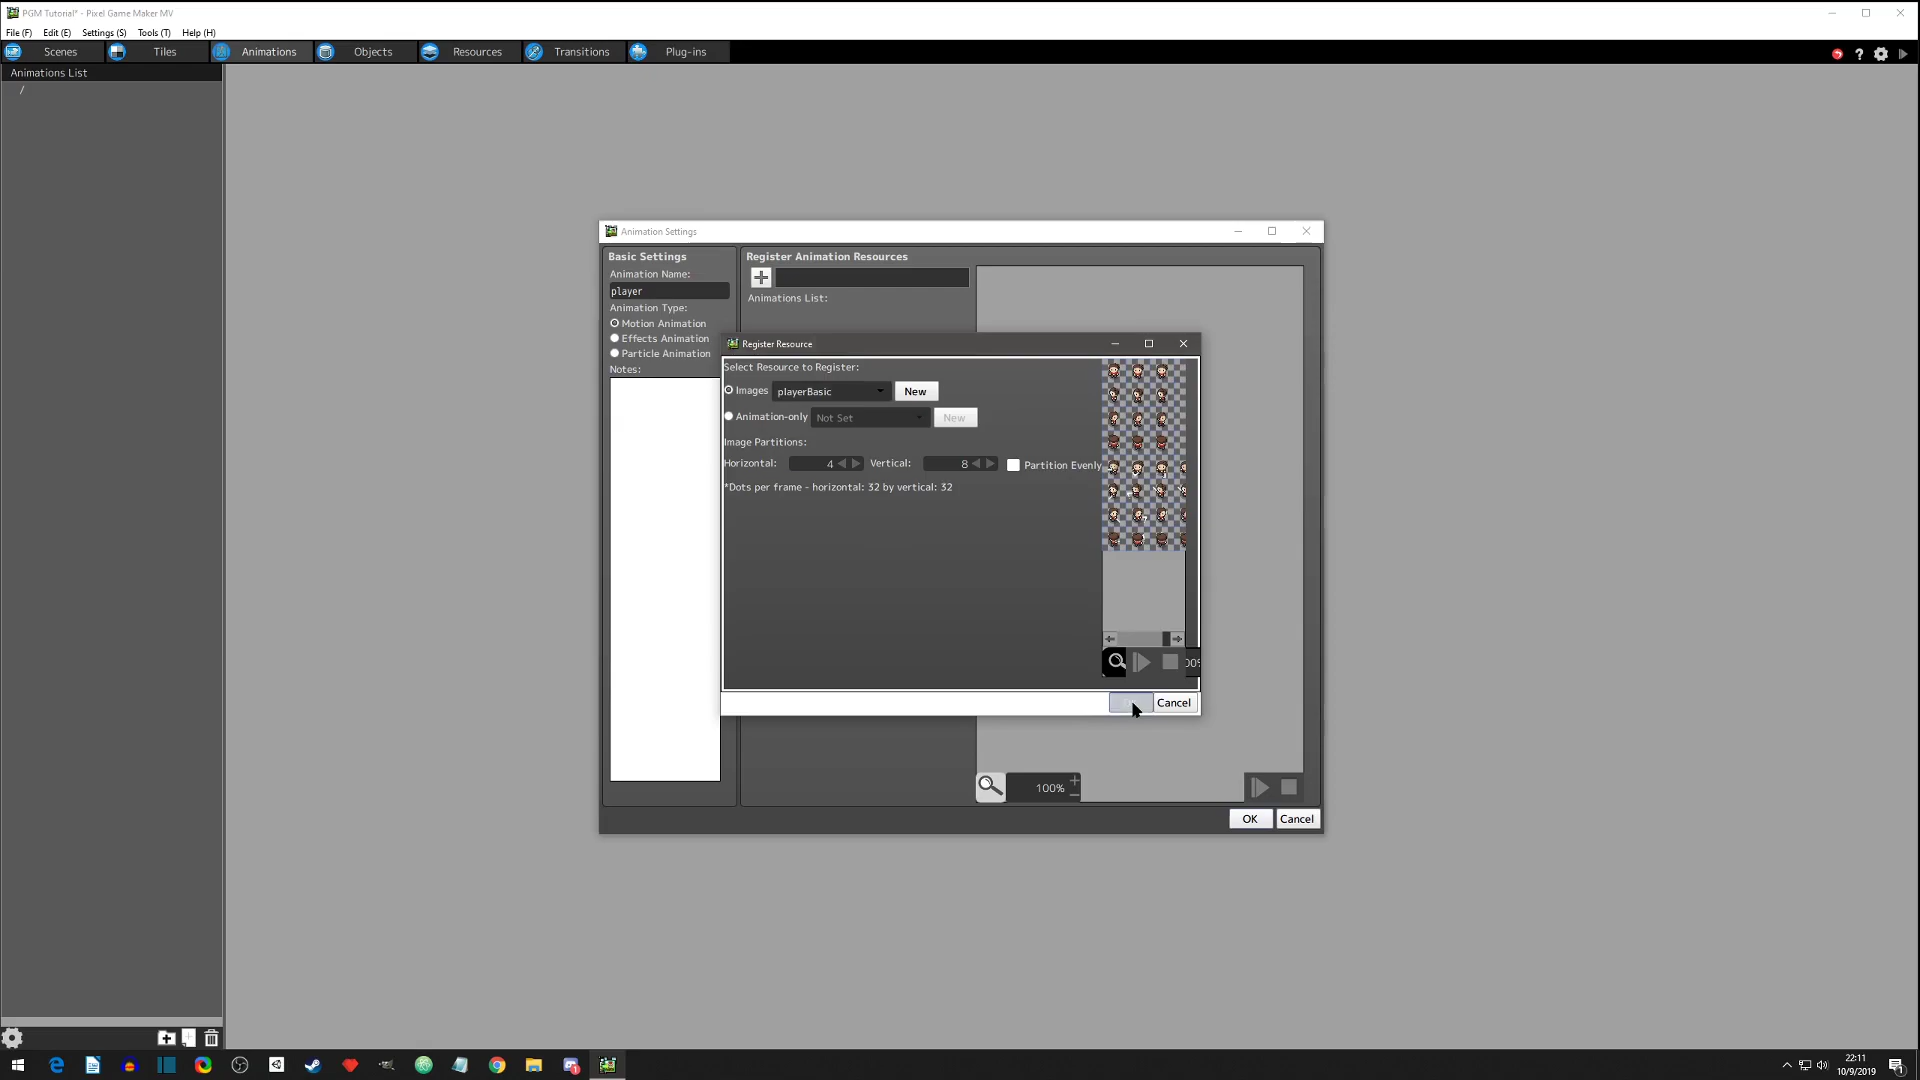 PGM Tutorial* - Pixel Game Maker MV
File (F) Edit (E) Settings (S) Tools (T) Help (H)
Scenes Tiles Animations Objects Resources Transitions Plug-ins
?
Animations List
/
Animation Settings
Basic Settings
Animation Name:
player
Animation Type:
Motion Animation
Effects Animation
Particle Animation
Notes:
Register Animation Resources
Animations List:
Register Resource
Select Resource to Register:
Images playerBasic New
Animation-only Not Set New
Image Partitions:
Horizontal: 4 Vertical: 8 Partition Evenly
*Dots per frame - horizontal: 32 by vertical: 32
Cancel
100%
OK Cancel
22:11
10/9/2019